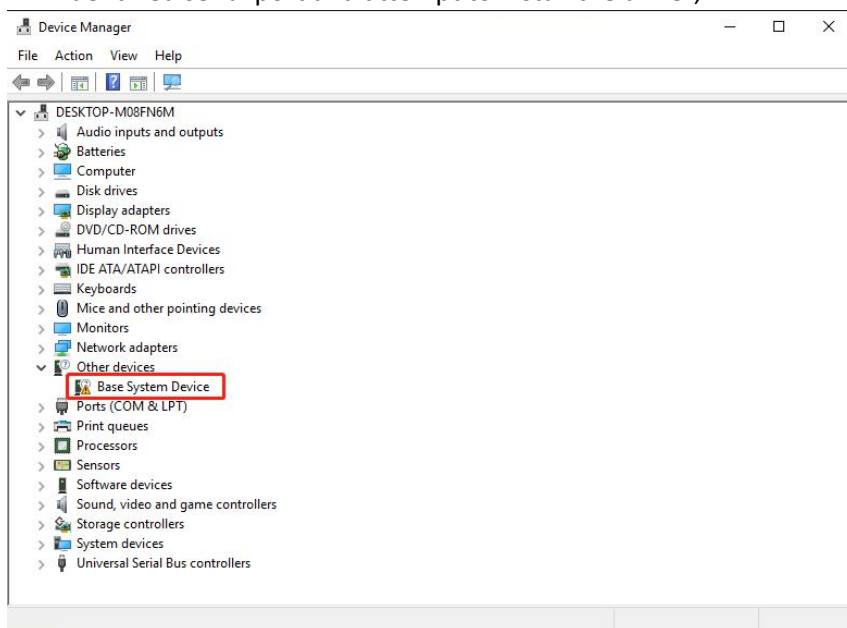 Device Manager
File Action View Help
DESKTOP-M08FN6M
Audio inputs and outputs
Batteries
Computer
Disk drives
Display adapters
DVD/CD-ROM drives
Human Interface Devices
IDE ATA/ATAPI controllers
Keyboards
Mice and other pointing devices
Monitors
Network adapters
Other devices
Base System Device
Ports (COM & LPT)
Print queues
Processors
Sensors
Software devices
Sound, video and game controllers
Storage controllers
System devices
Universal Serial Bus controllers